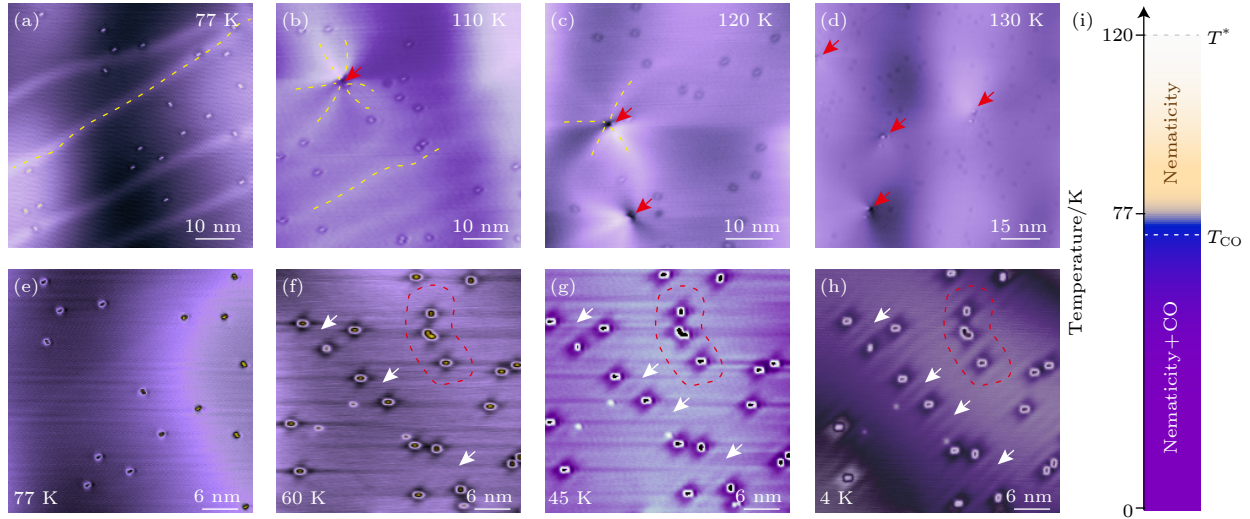 (a)
77 K
10 nm
(b)
110 K
10 nm
(c)
120 K
10 nm
(d)
130 K
15 nm
(e)
77 K
6 nm
(f)
60 K
6 nm
(g)
45 K
6 nm
(h)
4 K
6 nm
(i)
Temperature/K
120
77
0
T*
T_CO
Nematicity
Nematicity+CO